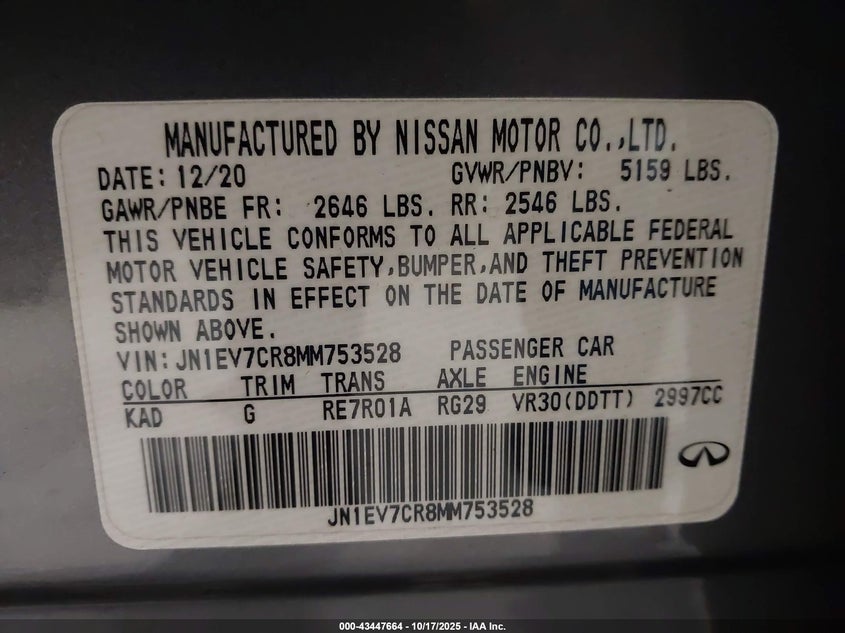 MANUFACTURED BY NISSAN MOTOR CO.,LTD.
DATE: 12/20 GVWR/PNBV: 5159 LBS.
GAWR/PNBE FR: 2646 LBS. RR: 2546 LBS.
THIS VEHICLE CONFORMS TO ALL APPLICABLE FEDERAL
MOTOR VEHICLE SAFETY,BUMPER,AND THEFT PREVENTION
STANDARDS IN EFFECT ON THE DATE OF MANUFACTURE
SHOWN ABOVE.
VIN: JN1EV7CR8MM753528 PASSENGER CAR
COLOR TRIM TRANS AXLE ENGINE
KAD G RE7R01A RG29 VR30(DDTT) 2997CC
JN1EV7CR8MM753528
000-43447664 - 10/17/2025 - IAA Inc.